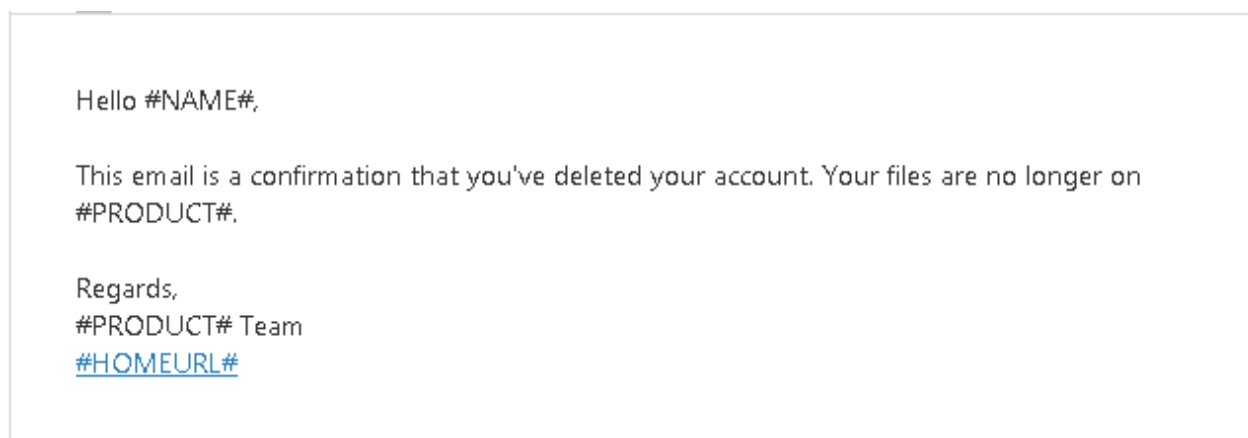 Hello #NAME#,
This email is a confirmation that you've deleted your account. Your files are no longer on
#PRODUCT#.
Regards,
#PRODUCT# Team
#HOMEURL#